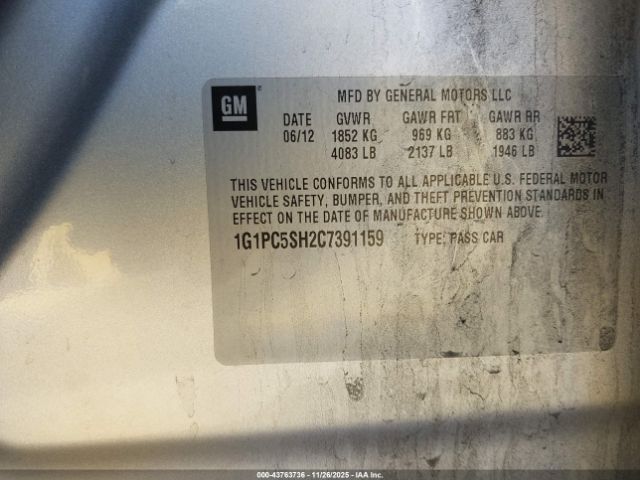 GM
®
MFD BY GENERAL MOTORS LLC
DATE GVWR GAWR FRT GAWR RR
06/12 1852 KG 969 KG 883 KG
4083 LB 2137 LB 1946 LB
THIS VEHICLE CONFORMS TO ALL APPLICABLE U.S. FEDERAL MOTOR
VEHICLE SAFETY, BUMPER, AND THEFT PREVENTION STANDARDS IN
EFFECT ON THE DATE OF MANUFACTURE SHOWN ABOVE.
1G1PC5SH2C7391159 TYPE: PASS CAR
000-43763736 - 11/26/2025 - IAA Inc.